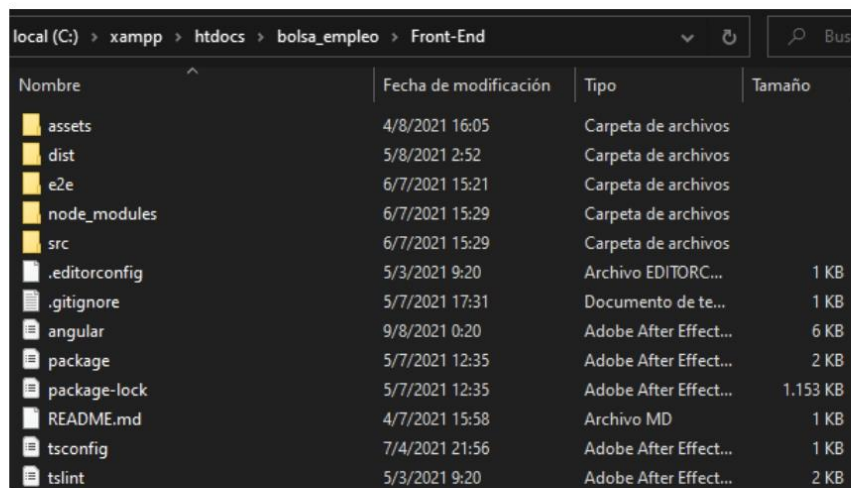 local (C:) > xampp > htdocs > bolsa_empleo > Front-End Bus
Nombre Fecha de modificación Tipo Tamaño
assets 4/8/2021 16:05 Carpeta de archivos
dist 5/8/2021 2:52 Carpeta de archivos
e2e 6/7/2021 15:21 Carpeta de archivos
node_modules 6/7/2021 15:29 Carpeta de archivos
src 6/7/2021 15:29 Carpeta de archivos
.editorconfig 5/3/2021 9:20 Archivo EDITORC... 1 KB
.gitignore 5/7/2021 17:31 Documento de te... 1 KB
angular 9/8/2021 0:20 Adobe After Effect... 6 KB
package 5/7/2021 12:35 Adobe After Effect... 2 KB
package-lock 5/7/2021 12:35 Adobe After Effect... 1.153 KB
README.md 4/7/2021 15:58 Archivo MD 1 KB
tsconfig 7/4/2021 21:56 Adobe After Effect... 1 KB
tslint 5/3/2021 9:20 Adobe After Effect... 2 KB